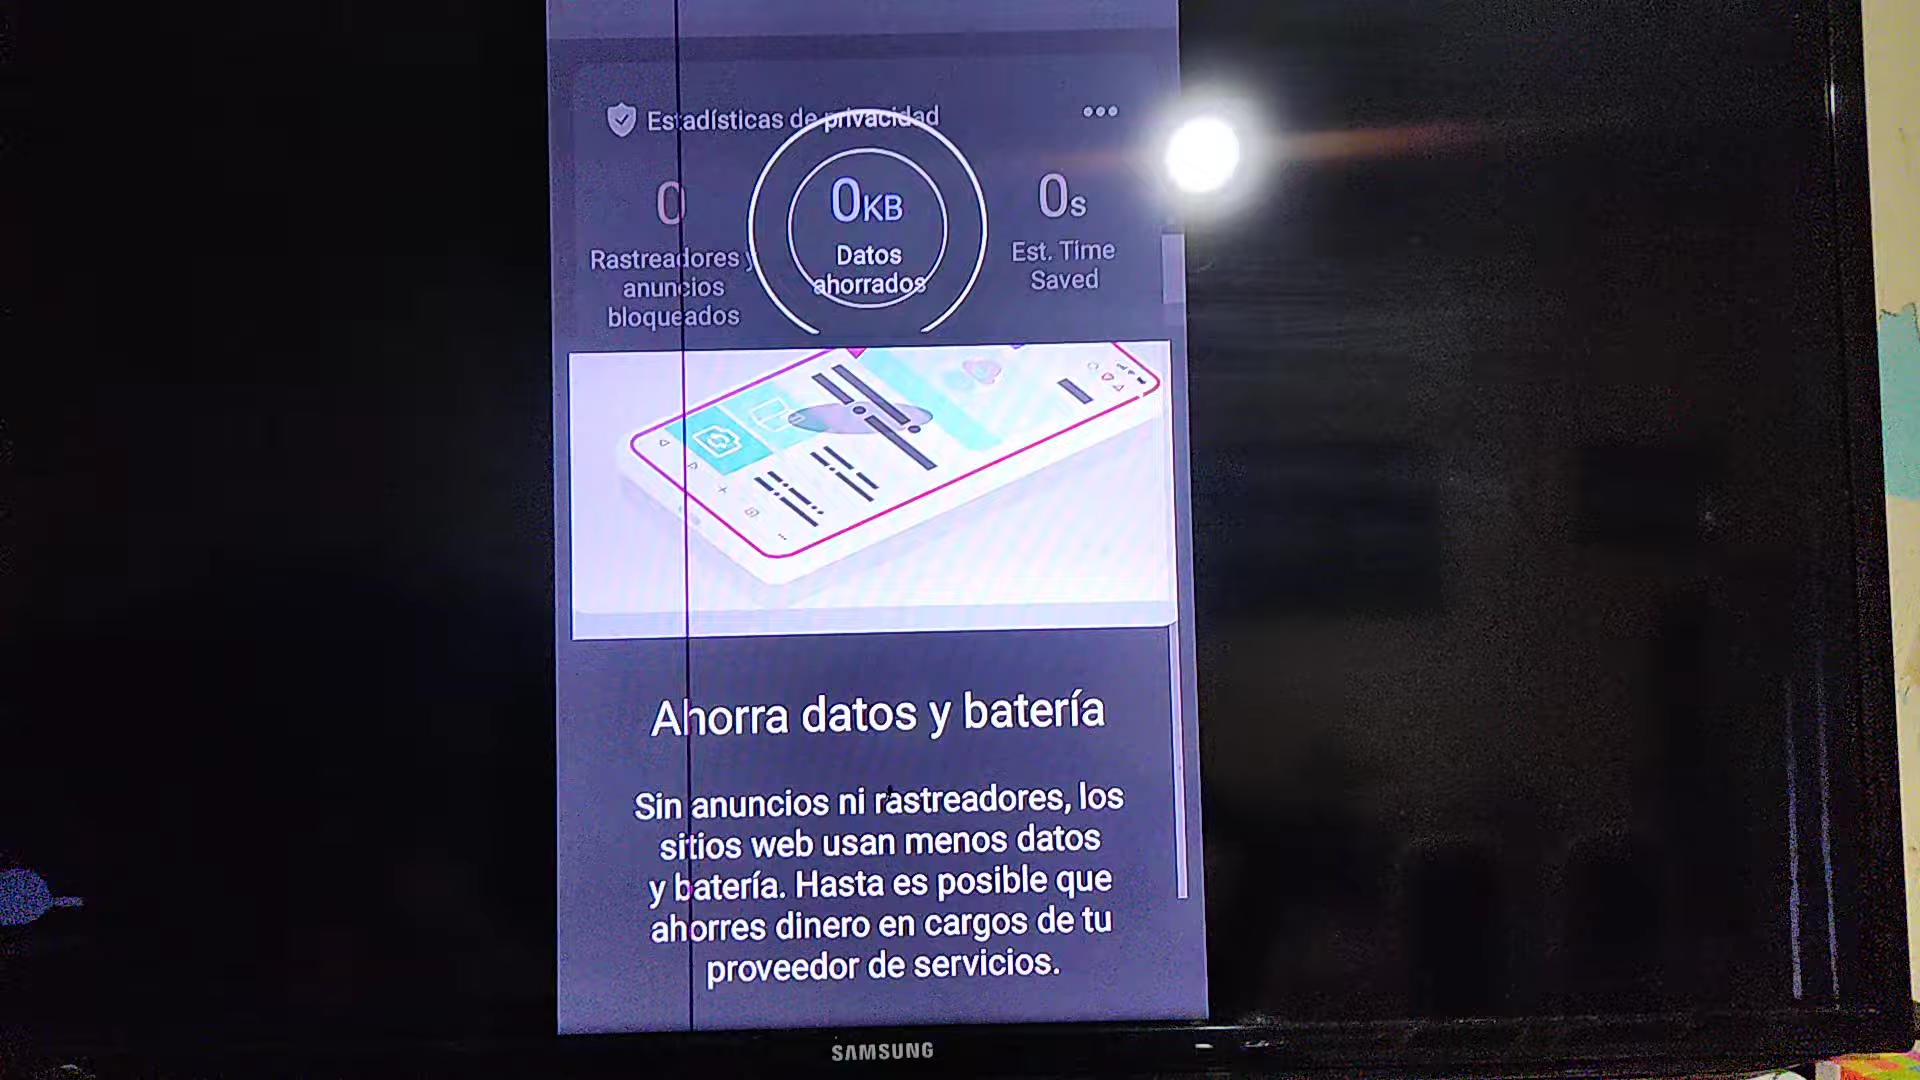 Estadísticas de privacidad
0
Rastreadores y
anuncios
bloqueados
0KB
Datos
ahorrados
0s
Est. Time
Saved
Ahorra datos y batería
Sin anuncios ni rastreadores, los
sitios web usan menos datos
y batería. Hasta es posible que
ahorres dinero en cargos de tu
proveedor de servicios.
SAMSUNG